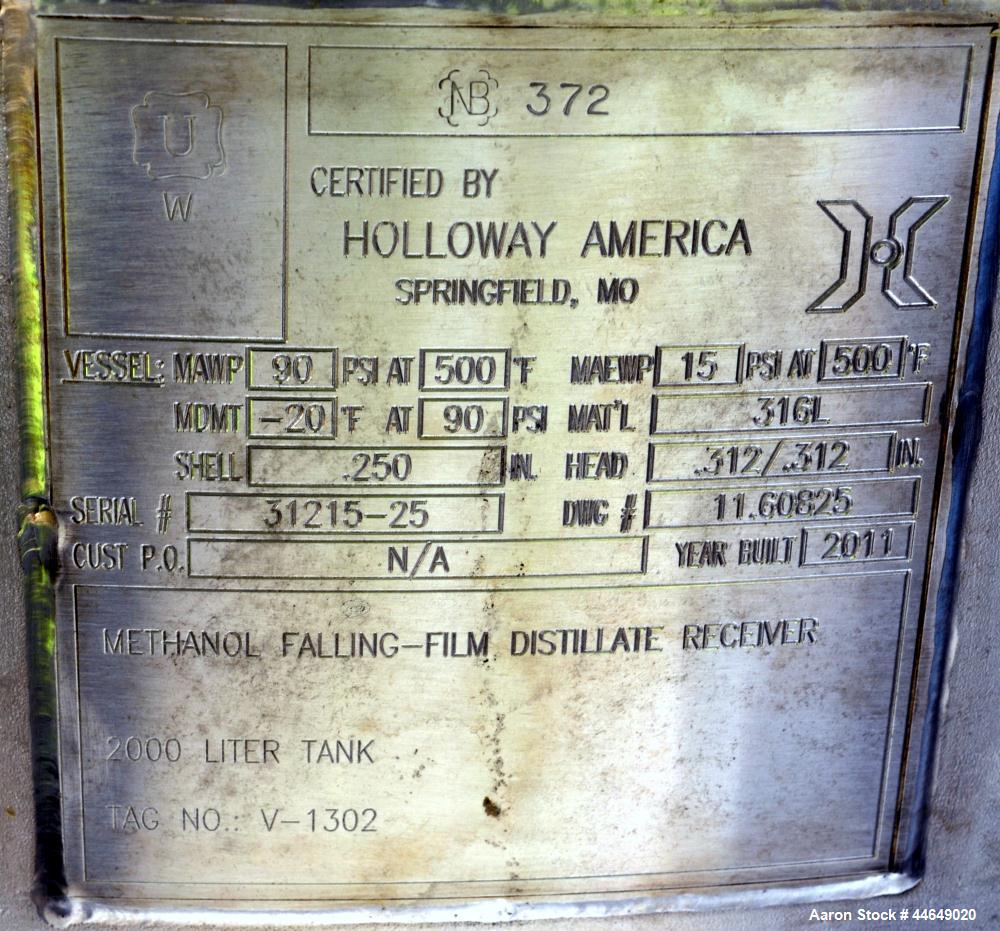 NB 372
U
W
CERTIFIED BY
HOLLOWAY AMERICA
SPRINGFIELD, MO
VESSEL: MAWP 90 PSI AT 500 °F MAEWP 15 PSI AT 500 °F
MDMT -20 °F AT 90 PSI MAT'L 316L
SHELL .250 IN. HEAD .312/.312 IN.
SERIAL # 31215-25 DWG # 11.60825
CUST P.O. N/A YEAR BUILT 2011
METHANOL FALLING-FILM DISTILLATE RECEIVER
2000 LITER TANK
TAG NO.: V-1302
Aaron Stock # 44649020